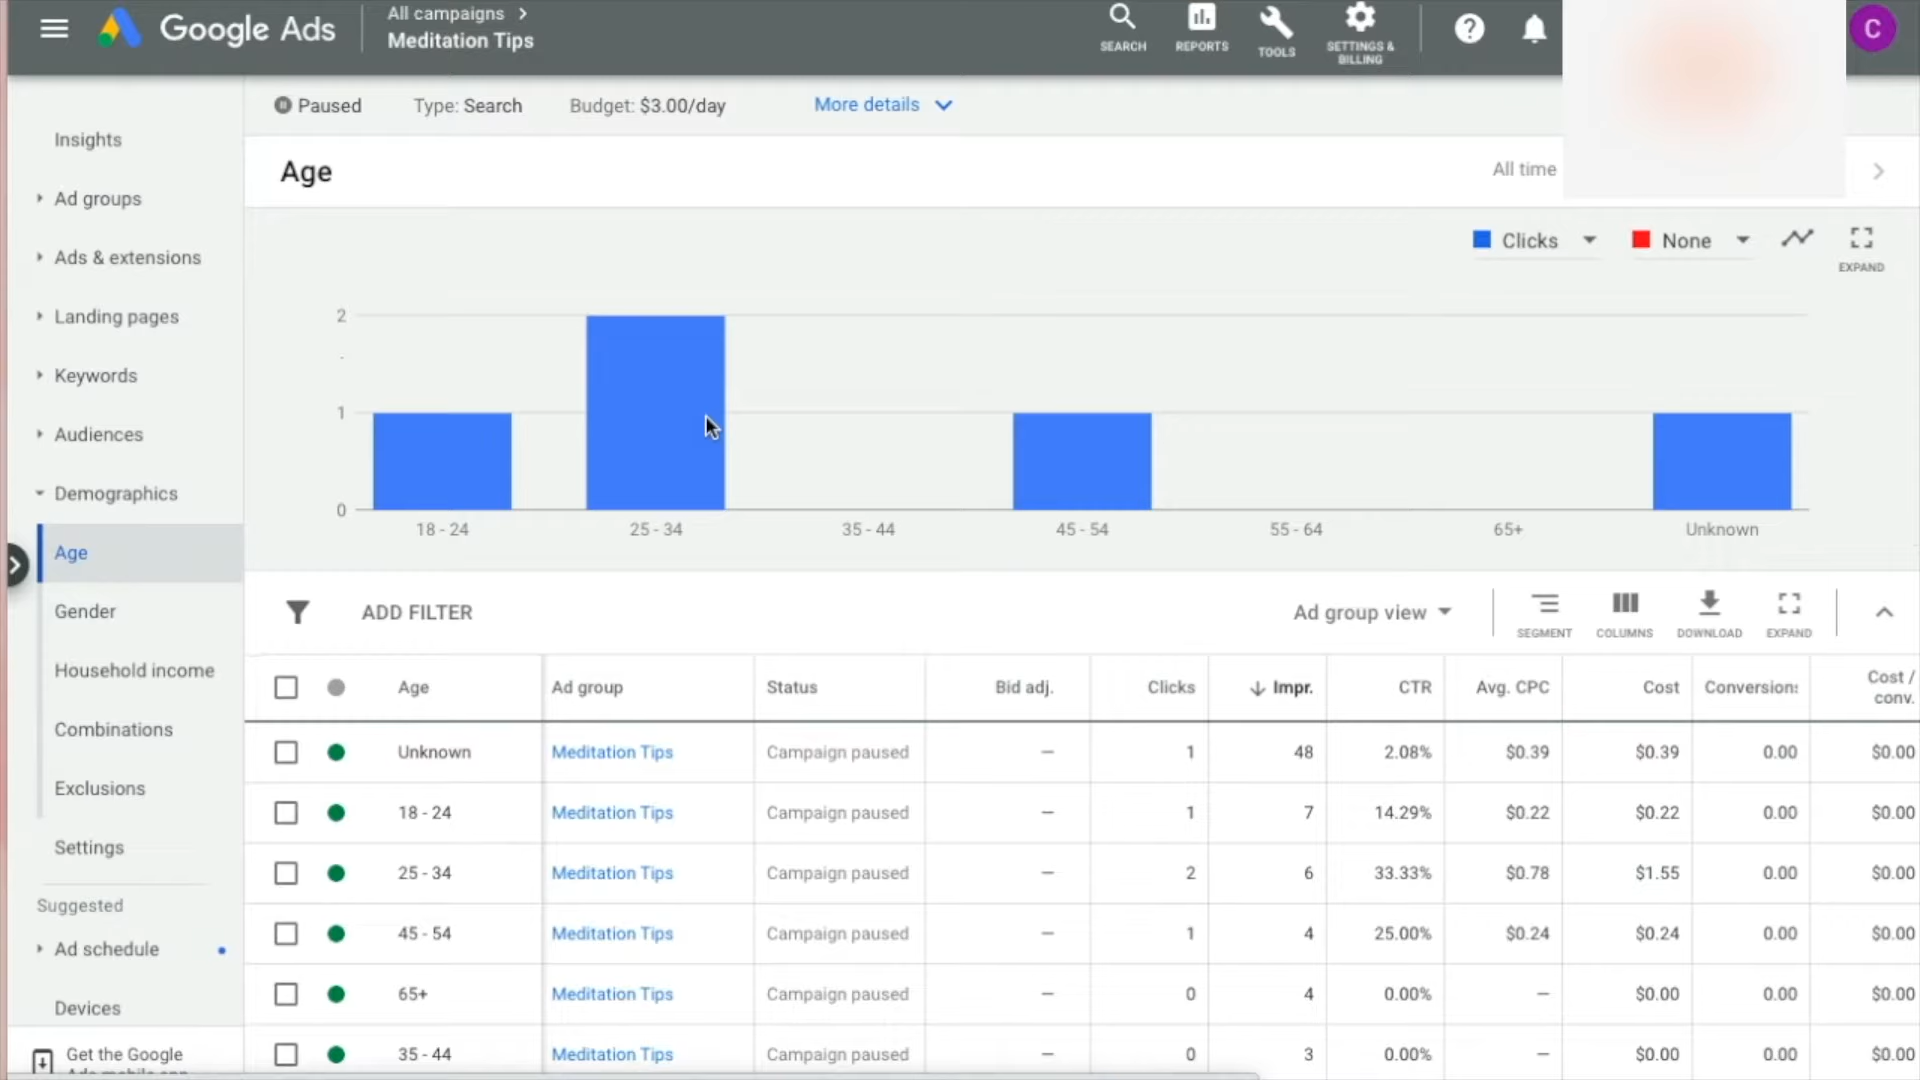 Google Ads
All campaigns
Meditation Tips
SEARCH
REPORTS
TOOLS
SETTINGS &
BILLING
C
Paused
Type: Search
Budget: $3.00/day
More details
Insights
Ad groups
Ads & extensions
Landing pages
Keywords
Audiences
Demographics
Age
Gender
Household income
Combinations
Exclusions
Settings
Suggested
Ad schedule
Devices
Get the Google
Age
All time
Clicks
None
EXPAND
2
1
0
18 - 24
25 - 34
35 - 44
45 - 54
55 - 64
65+
Unknown
ADD FILTER
Ad group view
SEGMENT
COLUMNS
DOWNLOAD
EXPAND
Age Ad group Status Bid adj. Clicks Impr. CTR Avg. CPC Cost Conversions Cost /
conv.
Unknown Meditation Tips Campaign paused — 1 48 2.08% $0.39 $0.39 0.00 $0.00
18 - 24 Meditation Tips Campaign paused — 1 7 14.29% $0.22 $0.22 0.00 $0.00
25 - 34 Meditation Tips Campaign paused — 2 6 33.33% $0.78 $1.55 0.00 $0.00
45 - 54 Meditation Tips Campaign paused — 1 4 25.00% $0.24 $0.24 0.00 $0.00
65+ Meditation Tips Campaign paused — 0 4 0.00% — $0.00 0.00 $0.00
35 - 44 Meditation Tips Campaign paused — 0 3 0.00% — $0.00 0.00 $0.00